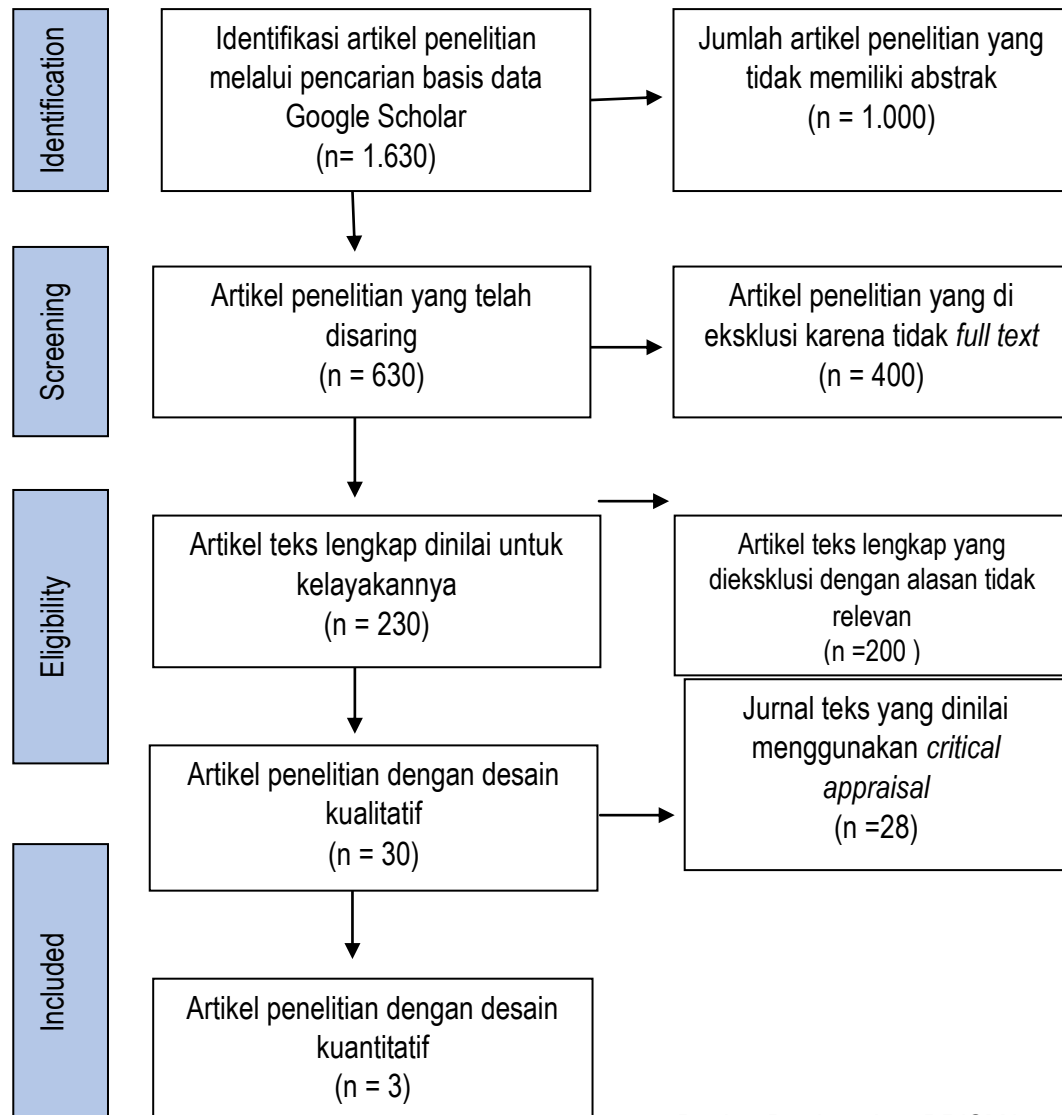 Identification
Identifikasi artikel penelitian
melalui pencarian basis data
Google Scholar
(n= 1.630)
Jumlah artikel penelitian yang
tidak memiliki abstrak
(n = 1.000)
Screening
Artikel penelitian yang telah
disaring
(n = 630)
Artikel penelitian yang di
eksklusi karena tidak full text
(n = 400)
Eligibility
Artikel teks lengkap dinilai untuk
kelayakannya
(n = 230)
Artikel teks lengkap yang
dieksklusi dengan alasan tidak
relevan
(n =200 )
Artikel penelitian dengan desain
kualitatif
(n = 30)
Jurnal teks yang dinilai
menggunakan critical
appraisal
(n =28)
Included
Artikel penelitian dengan desain
kuantitatif
(n = 3)